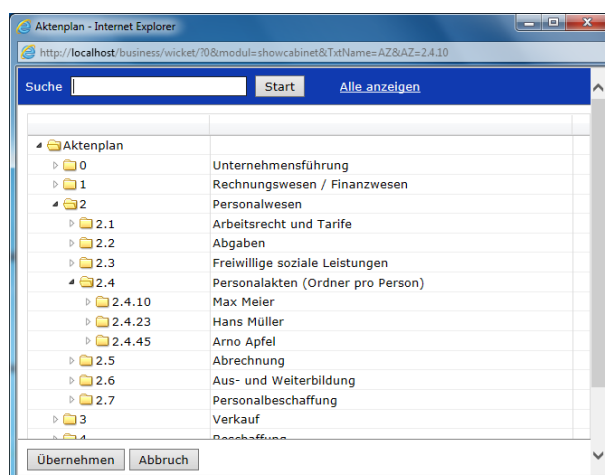 Aktenplan - Internet Explorer
http://localhost/business/wicket/?0&modul=showcabinet&TxtName=AZ&AZ=2.4.10
Suche Start Alle anzeigen
Aktenplan
0 Unternehmensführung
1 Rechnungswesen / Finanzwesen
2 Personalwesen
2.1 Arbeitsrecht und Tarife
2.2 Abgaben
2.3 Freiwillige soziale Leistungen
2.4 Personalakten (Ordner pro Person)
2.4.10 Max Meier
2.4.23 Hans Müller
2.4.45 Arno Apfel
2.5 Abrechnung
2.6 Aus- und Weiterbildung
2.7 Personalbeschaffung
3 Verkauf
4 Beschaffung
Übernehmen Abbruch